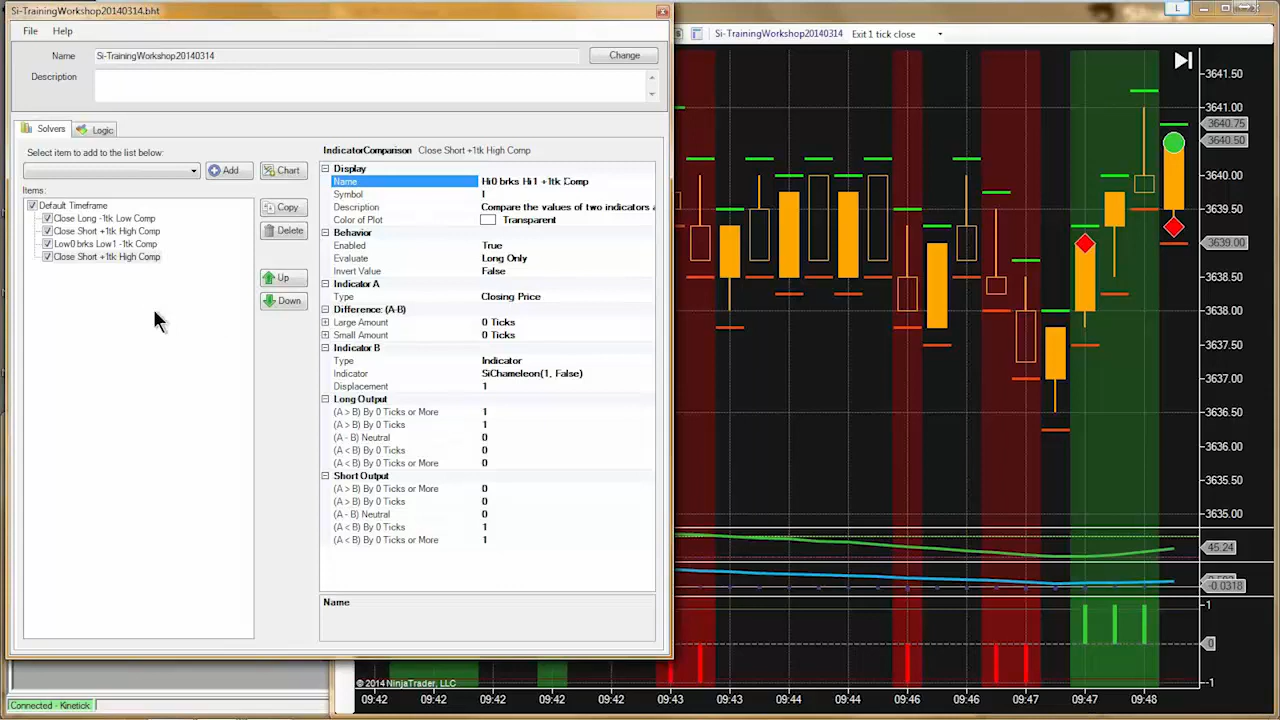 Si-TrainingWorkshop20140314.bht
File Help
Name Si-TrainingWorkshop20140314 Change
Description
Solvers Logic
Select item to add to the list below:
Add Chart
Items:
Default Timeframe
Close Long -1tk Low Comp
Close Short +1tk High Comp
Low0 brks Low1 -1tk Comp
Close Short +1tk High Comp
Copy
Delete
Up
Down
IndicatorComparison Close Short +1tk High Comp
Display
Name Hi0 brks Hi1 +1tk Comp
Symbol 1
Description Compare the values of two indicators a
Color of Plot Transparent
Behavior
Enabled True
Evaluate Long Only
Invert Value False
Indicator A
Type Closing Price
Difference: (A-B)
Large Amount 0 Ticks
Small Amount 0 Ticks
Indicator B
Type Indicator
Indicator SiChameleon(1, False)
Displacement 1
Long Output
(A > B) By 0 Ticks or More 1
(A > B) By 0 Ticks 1
(A - B) Neutral 0
(A < B) By 0 Ticks 0
(A < B) By 0 Ticks or More 0
Short Output
(A > B) By 0 Ticks or More 0
(A > B) By 0 Ticks 0
(A - B) Neutral 0
(A < B) By 0 Ticks 1
(A < B) By 0 Ticks or More 1
Name
Connected - Kinetick
L
Si-TrainingWorkshop20140314 Exit 1 tick close
3641.50
3641.00
3640.75
3640.50
3640.00
3639.50
3639.00
3638.50
3638.00
3637.50
3637.00
3636.50
3636.00
3635.50
3635.00
45.24
-0.0318
1
0
-1
© 2014 NinjaTrader, LLC
09:42 09:42 09:42 09:42 09:42 09:43 09:43 09:44 09:44 09:46 09:46 09:47 09:47 09:48